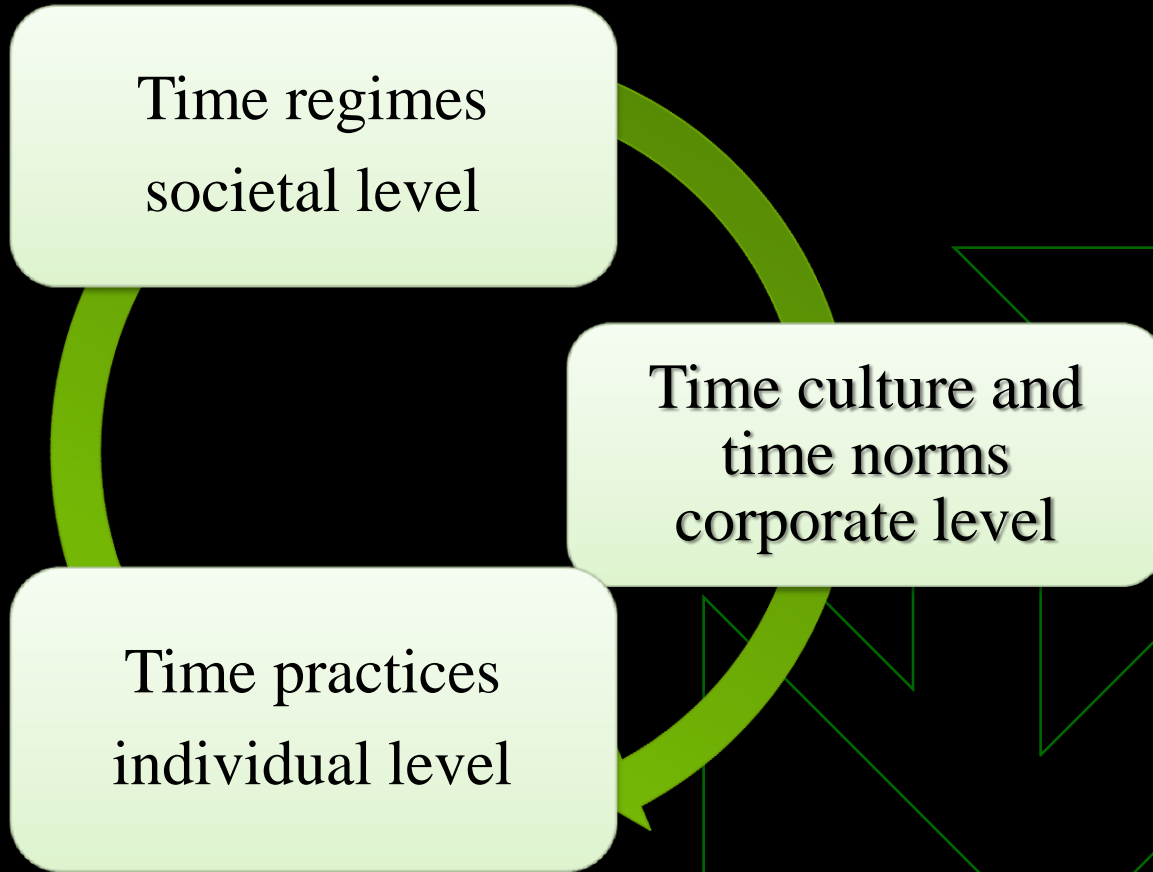 Time regimes
societal level
Time culture and
time norms
corporate level
Time practices
individual level